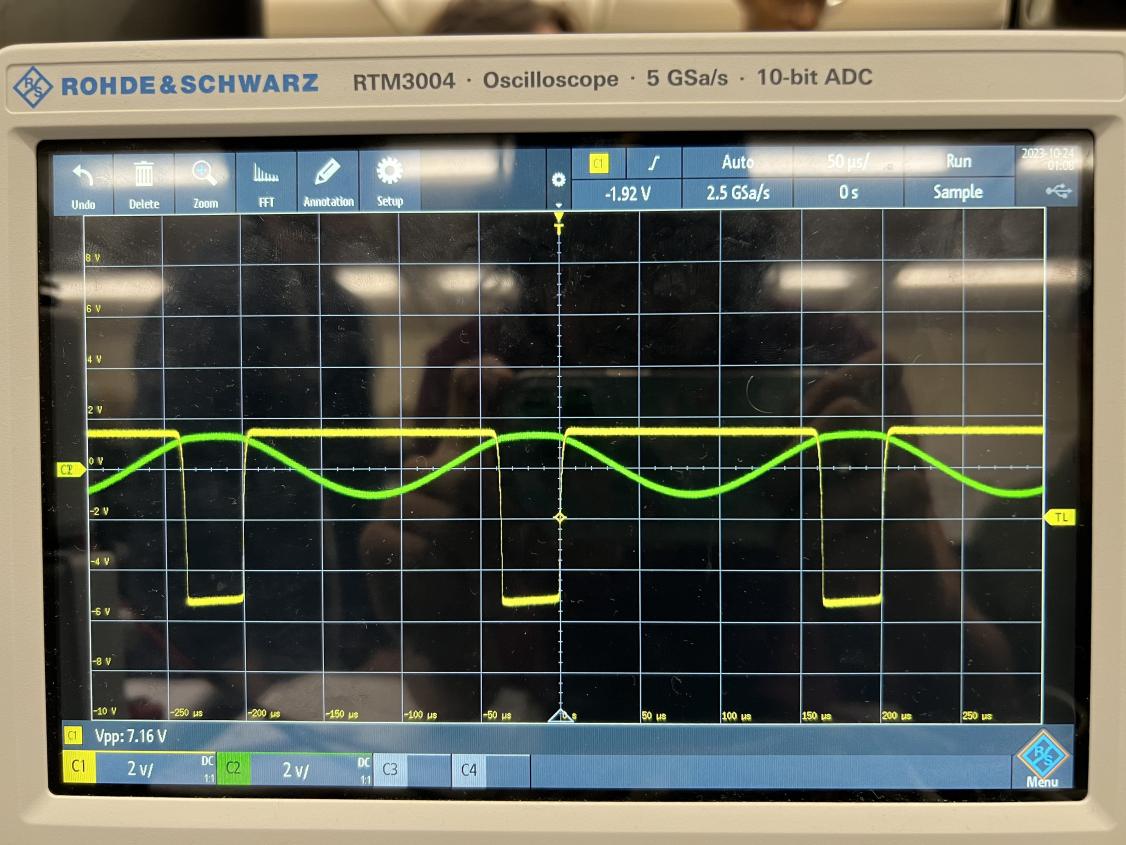 ROHDE&SCHWARZ RTM3004 · Oscilloscope · 5 GSa/s · 10-bit ADC
Undo Delete Zoom FFT Annotation Setup
C1 Auto 50 µs/ Run 2023-10-24
-1.92 V 2.5 GSa/s 0 s Sample 01:08
T
8 V
6 V
4 V
2 V
0 V
C2
-2 V
TL
-4 V
-6 V
-8 V
-10 V -250 µs -200 µs -150 µs -100 µs -50 µs 0 s 50 µs 100 µs 150 µs 200 µs 250 µs
C1 Vpp: 7.16 V
C1 2 V/ DC 1:1 C2 2 V/ DC 1:1 C3 C4
R&S
Menu